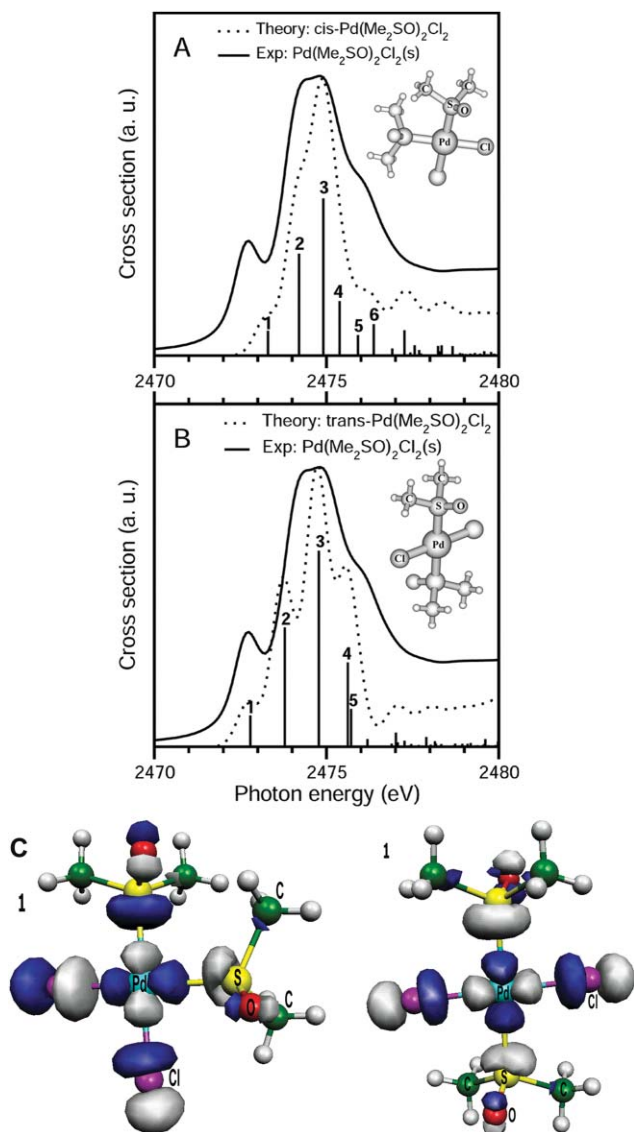 A
Theory: cis-Pd(Me₂SO)₂Cl₂
Exp: Pd(Me₂SO)₂Cl₂(s)
C
S
O
Pd
Cl
Cross section (a. u.)
1
2
3
4
5
6
2470
2475
2480
B
Theory: trans-Pd(Me₂SO)₂Cl₂
Exp: Pd(Me₂SO)₂Cl₂(s)
C
C
S
O
Pd
Cl
Cross section (a. u.)
1
2
3
4
5
2470
2475
2480
Photon energy (eV)
C
1
C
Pd
S
O
C
Cl
1
Pd
Cl
S
C
O